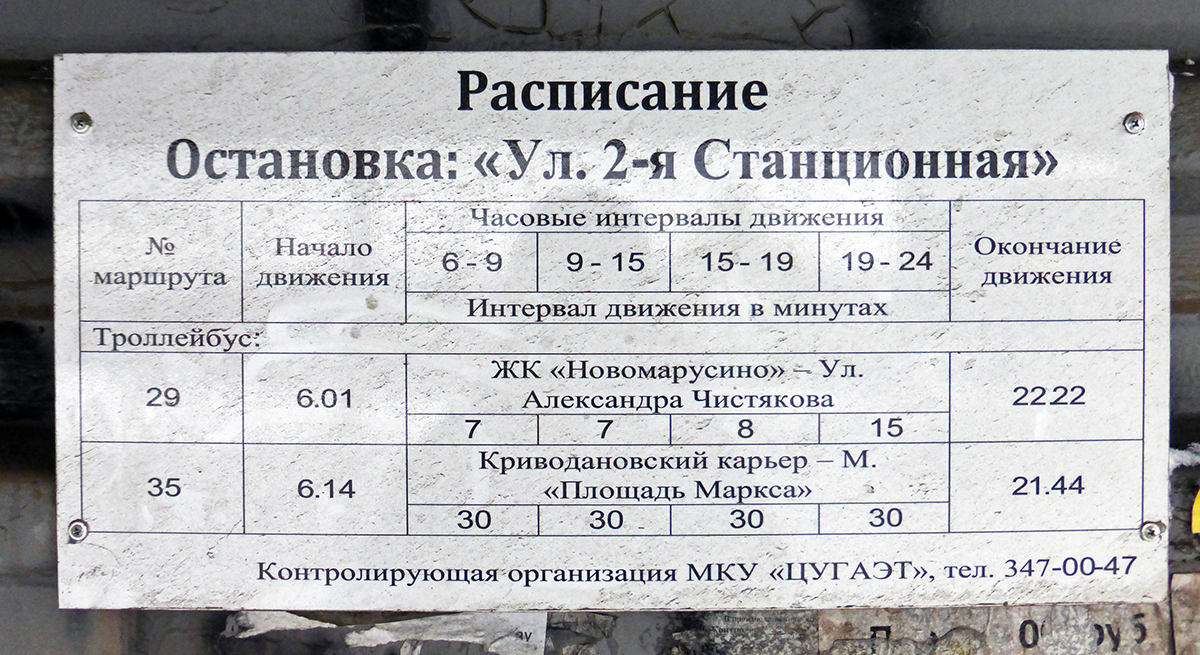 Расписание
Остановка: «Ул. 2-я Станционная»
№ маршрута
Начало движения
Часовые интервалы движения
6 - 9 9 - 15 15- 19 19 - 24
Интервал движения в минутах
Окончание движения
Троллейбус:
29 6.01
ЖК «Новомарусино» – Ул.
Александра Чистякова
7 7 8 15
22.22
35 6.14
Криводановский карьер – М.
«Площадь Маркса»
30 30 30 30
21.44
Контролирующая организация МКУ «ЦУГАЭТ», тел. 347-00-47